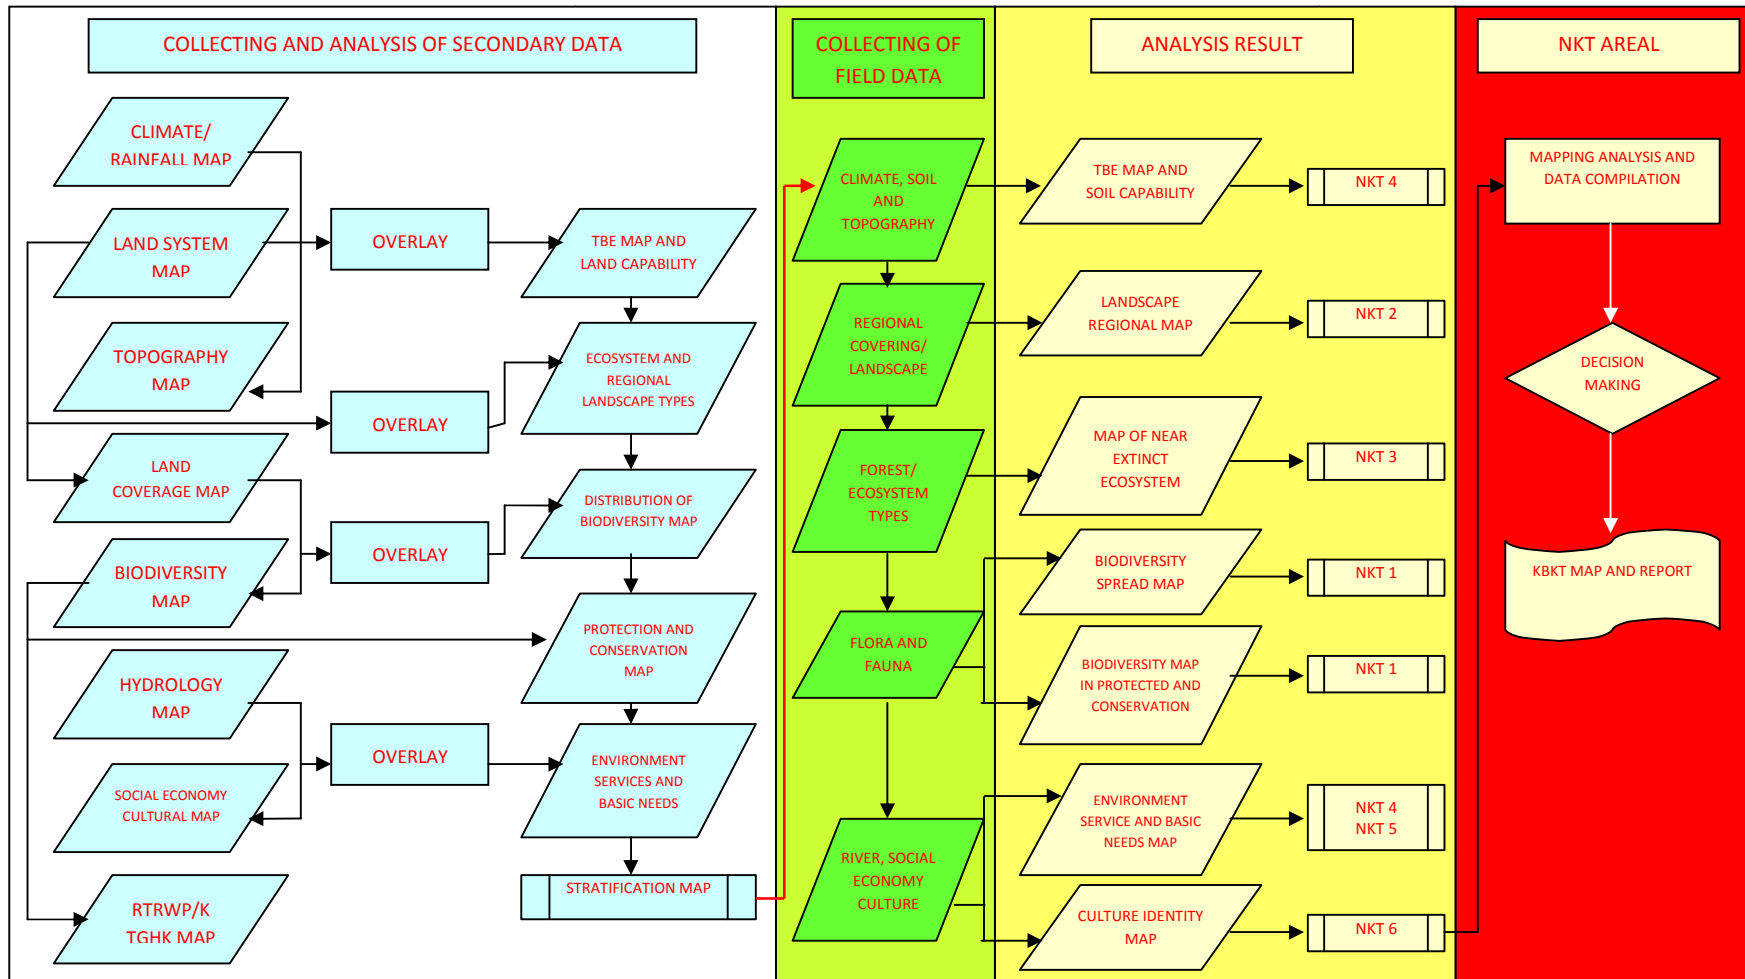 COLLECTING AND ANALYSIS OF SECONDARY DATA
CLIMATE/
RAINFALL MAP
LAND SYSTEM
MAP
TOPOGRAPHY
MAP
LAND
COVERAGE MAP
BIODIVERSITY
MAP
HYDROLOGY
MAP
SOCIAL ECONOMY
CULTURAL MAP
RTRWP/K
TGHK MAP
OVERLAY
OVERLAY
OVERLAY
OVERLAY
TBE MAP AND
LAND CAPABILITY
ECOSYSTEM AND
REGIONAL
LANDSCAPE TYPES
DISTRIBUTION OF
BIODIVERSITY MAP
PROTECTION AND
CONSERVATION
MAP
ENVIRONMENT
SERVICES AND
BASIC NEEDS
STRATIFICATION MAP
COLLECTING OF
FIELD DATA
CLIMATE, SOIL
AND
TOPOGRAPHY
REGIONAL
COVERING/
LANDSCAPE
FOREST/
ECOSYSTEM
TYPES
FLORA AND
FAUNA
RIVER, SOCIAL
ECONOMY
CULTURE
ANALYSIS RESULT
TBE MAP AND
SOIL CAPABILITY
NKT 4
LANDSCAPE
REGIONAL MAP
NKT 2
MAP OF NEAR
EXTINCT
ECOSYSTEM
NKT 3
BIODIVERSITY
SPREAD MAP
NKT 1
BIODIVERSITY MAP
IN PROTECTED AND
CONSERVATION
NKT 1
ENVIRONMENT
SERVICE AND BASIC
NEEDS MAP
NKT 4
NKT 5
CULTURE IDENTITY
MAP
NKT 6
NKT AREAL
MAPPING ANALYSIS AND
DATA COMPILATION
DECISION
MAKING
KBKT MAP AND REPORT